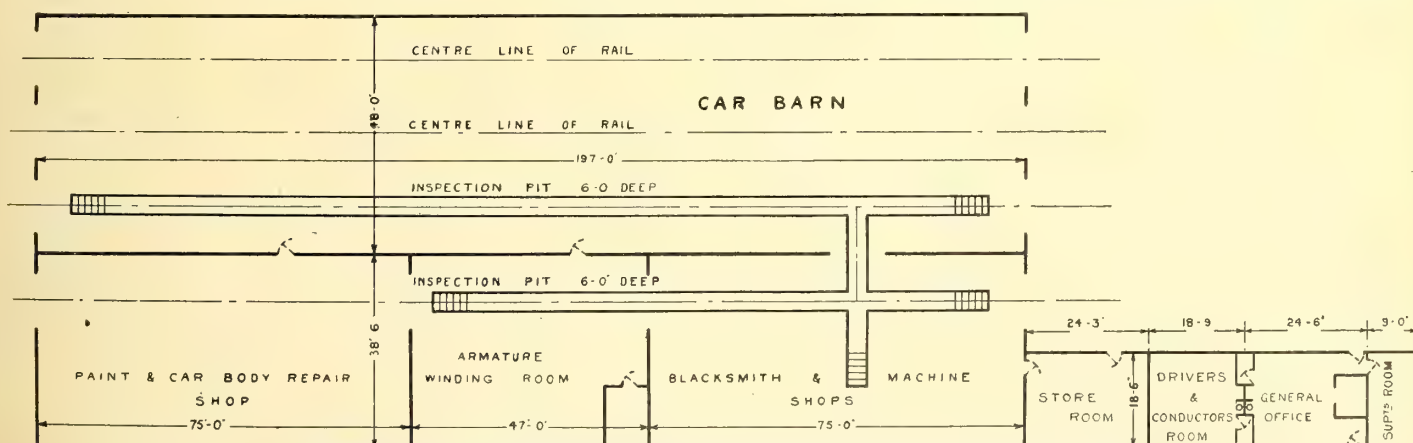 CENTRE LINE OF RAIL
CAR BARN
48-0"
CENTRE LINE OF RAIL
197-0"
INSPECTION PIT 6-0 DEEP
INSPECTION PIT 6-0" DEEP
24-3"
18-9
24-6"
9-0"
38'-6
ARMATURE
WINDING ROOM
PAINT & CAR BODY REPAIR
SHOP
BLACKSMITH & MACHINE
SHOPS
STORE
ROOM
18-6"
DRIVERS
&
CONDUCTORS
ROOM
GENERAL
OFFICE
SUPTS ROOM
75-0"
47-0"
75-0"